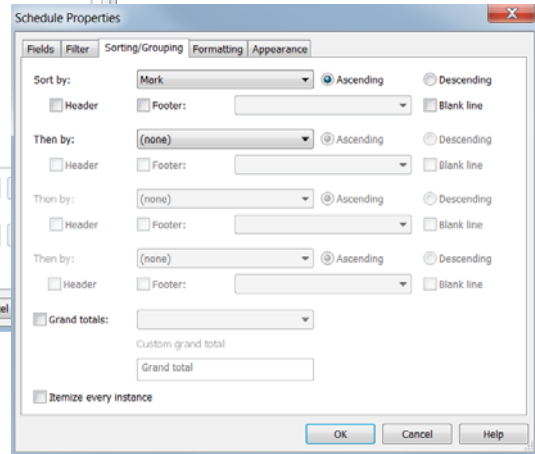 Schedule Properties
Fields Filter Sorting/Grouping Formatting Appearance
Sort by: Mark Ascending Descending
Header Footer: Blank line
Then by: (none) Ascending Descending
Header Footer: Blank line
Then by: (none) Ascending Descending
Header Footer: Blank line
Then by: (none) Ascending Descending
Header Footer: Blank line
Grand totals:
Custom grand total
Grand total
Itemize every instance
OK Cancel Help